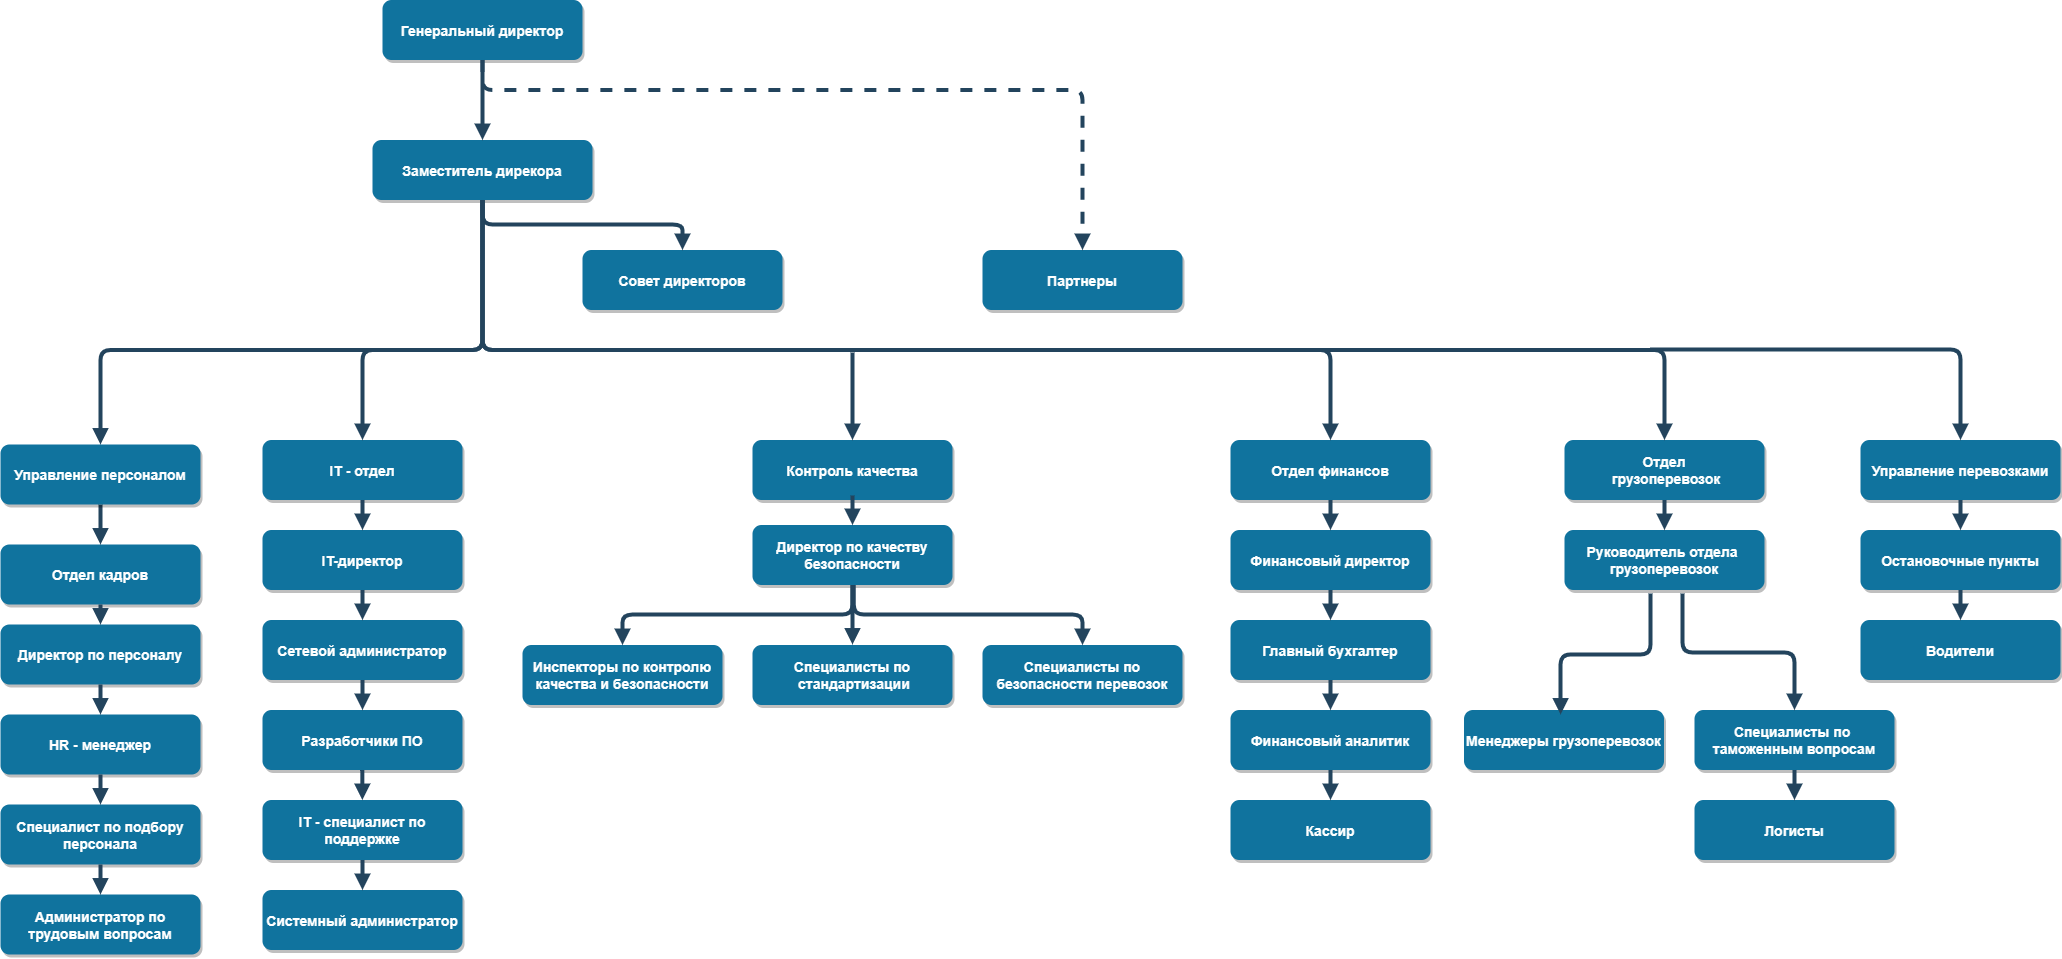 Генеральный директор
Заместитель дирекора
Совет директоров
Партнеры
Управление персоналом
IT - отдел
Контроль качества
Отдел финансов
Отдел
грузоперевозок
Управление перевозками
Отдел кадров
IT-директор
Директор по качеству
безопасности
Финансовый директор
Руководитель отдела
грузоперевозок
Остановочные пункты
Директор по персоналу
Сетевой администратор
Инспекторы по контролю
качества и безопасности
Специалисты по
стандартизации
Специалисты по
безопасности перевозок
Главный бухгалтер
Водители
HR - менеджер
Разработчики ПО
Финансовый аналитик
Менеджеры грузоперевозок
Специалисты по
таможенным вопросам
Специалист по подбору
персонала
IT - специалист по
поддержке
Кассир
Логисты
Администратор по
трудовым вопросам
Системный администратор